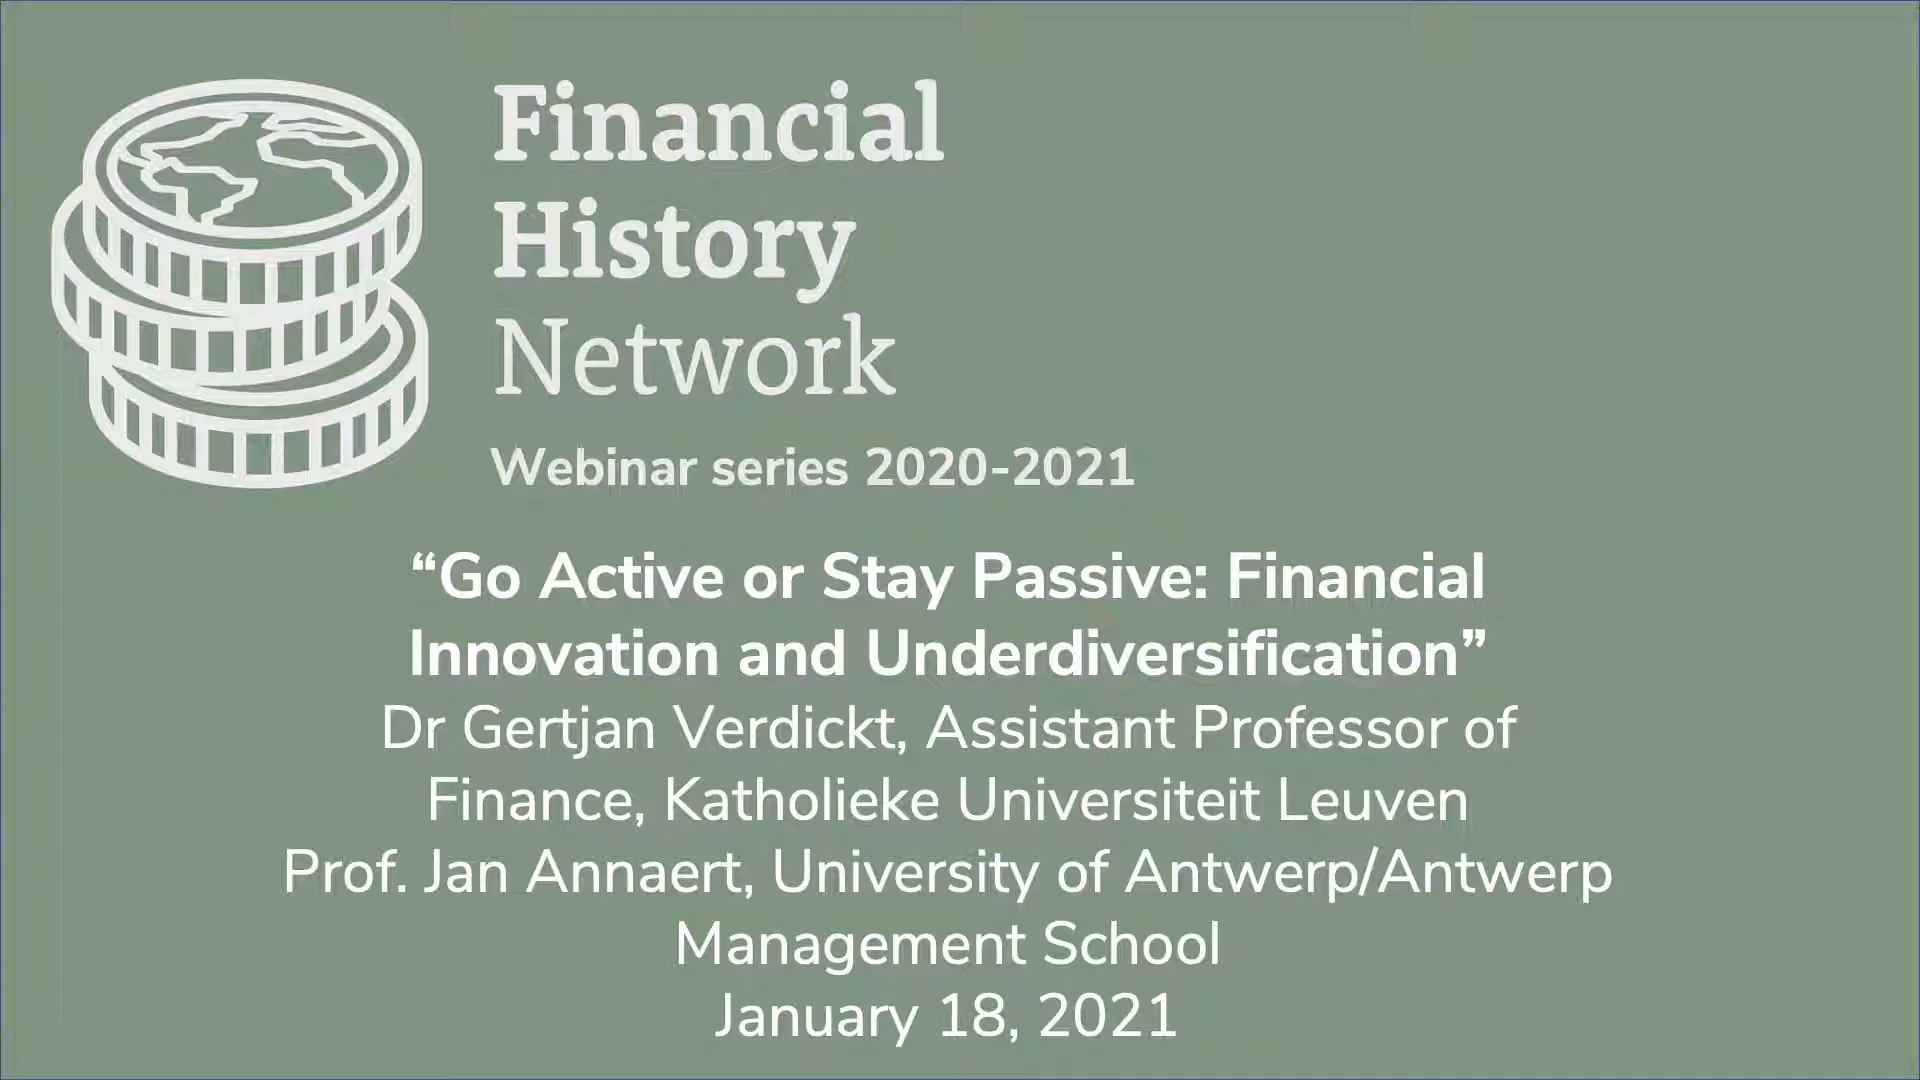 Financial
History
Network
Webinar series 2020-2021
“Go Active or Stay Passive: Financial
Innovation and Underdiversification”
Dr Gertjan Verdickt, Assistant Professor of
Finance, Katholieke Universiteit Leuven
Prof. Jan Annaert, University of Antwerp/Antwerp
Management School
January 18, 2021